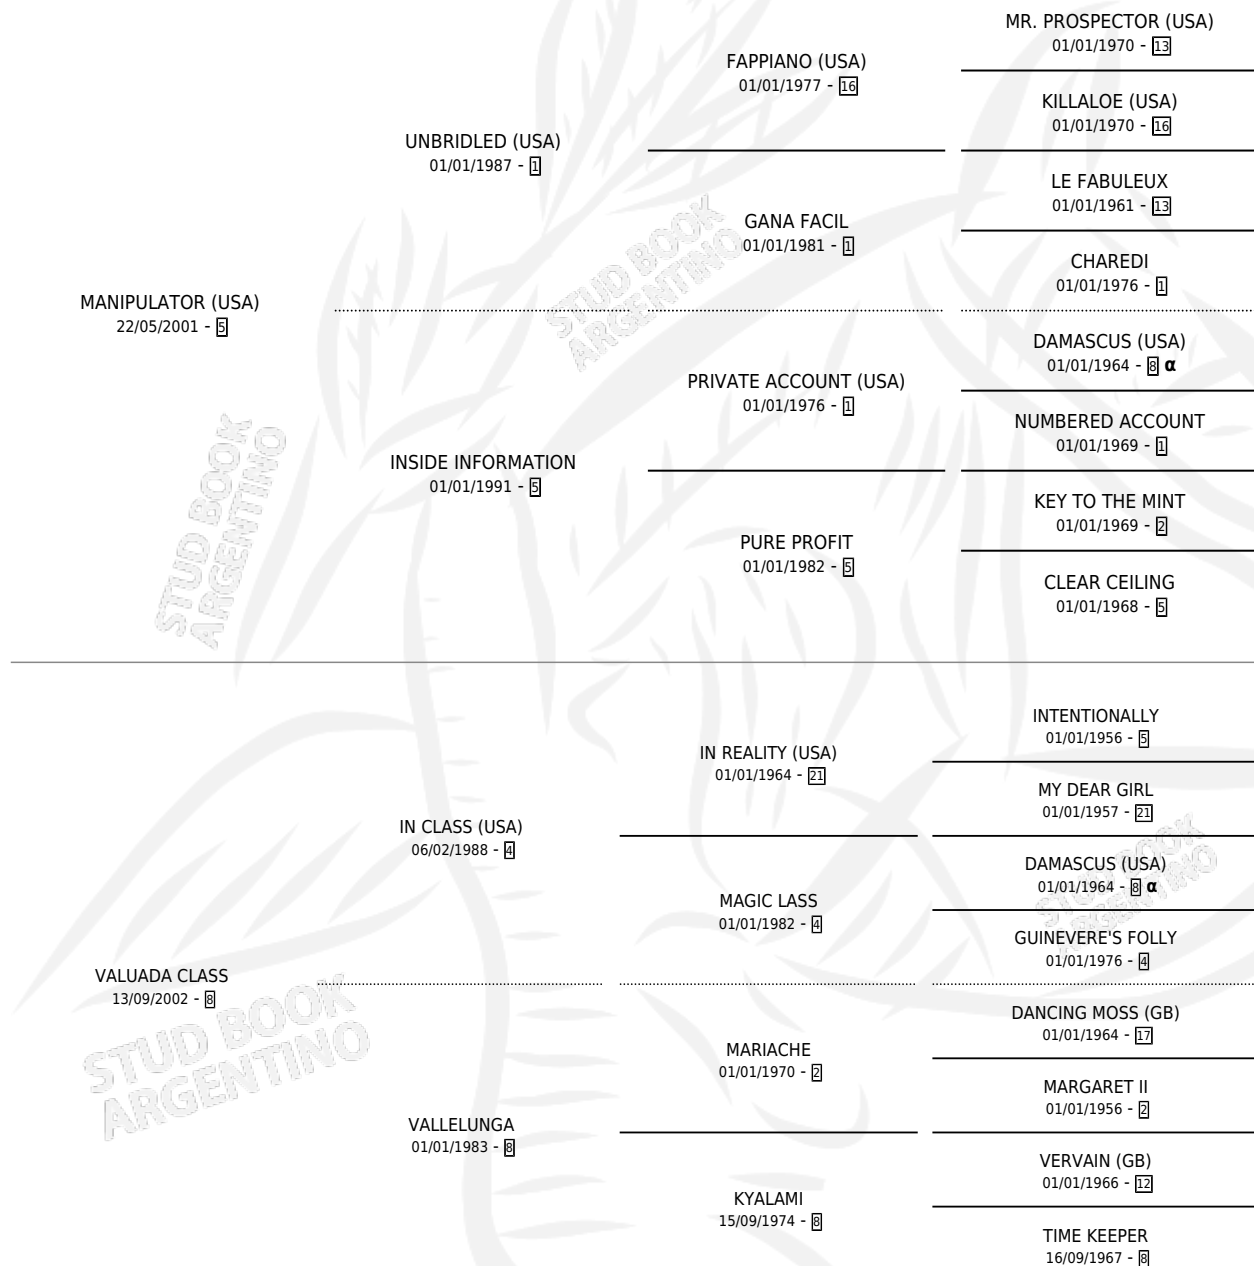 MR. PROSPECTOR (USA)
01/01/1970 - 13
FAPPIANO (USA)
01/01/1977 - 16
KILLALOE (USA)
01/01/1970 - 16
UNBRIDLED (USA)
01/01/1987 - 1
LE FABULEUX
01/01/1961 - 13
GANA FACIL
01/01/1981 - 1
CHAREDI
01/01/1976 - 1
MANIPULATOR (USA)
22/05/2001 - 5
DAMASCUS (USA)
01/01/1964 - 8 α
PRIVATE ACCOUNT (USA)
01/01/1976 - 1
NUMBERED ACCOUNT
01/01/1969 - 1
INSIDE INFORMATION
01/01/1991 - 5
KEY TO THE MINT
01/01/1969 - 2
PURE PROFIT
01/01/1982 - 5
CLEAR CEILING
01/01/1968 - 5
INTENTIONALLY
01/01/1956 - 5
IN REALITY (USA)
01/01/1964 - 21
MY DEAR GIRL
01/01/1957 - 21
IN CLASS (USA)
06/02/1988 - 4
DAMASCUS (USA)
01/01/1964 - 8 α
MAGIC LASS
01/01/1982 - 4
GUINEVERE'S FOLLY
01/01/1976 - 4
VALUADA CLASS
13/09/2002 - 8
DANCING MOSS (GB)
01/01/1964 - 17
MARIACHE
01/01/1970 - 2
MARGARET II
01/01/1956 - 2
VALLELUNGA
01/01/1983 - 8
VERVAIN (GB)
01/01/1966 - 12
KYALAMI
15/09/1974 - 8
TIME KEEPER
16/09/1967 - 8
STUD BOOK
ARGENTINO
STUD BOOK
ARGENTINO
STUD BOOK
ARGENTINO
STUD BOOK
ARGENTINO